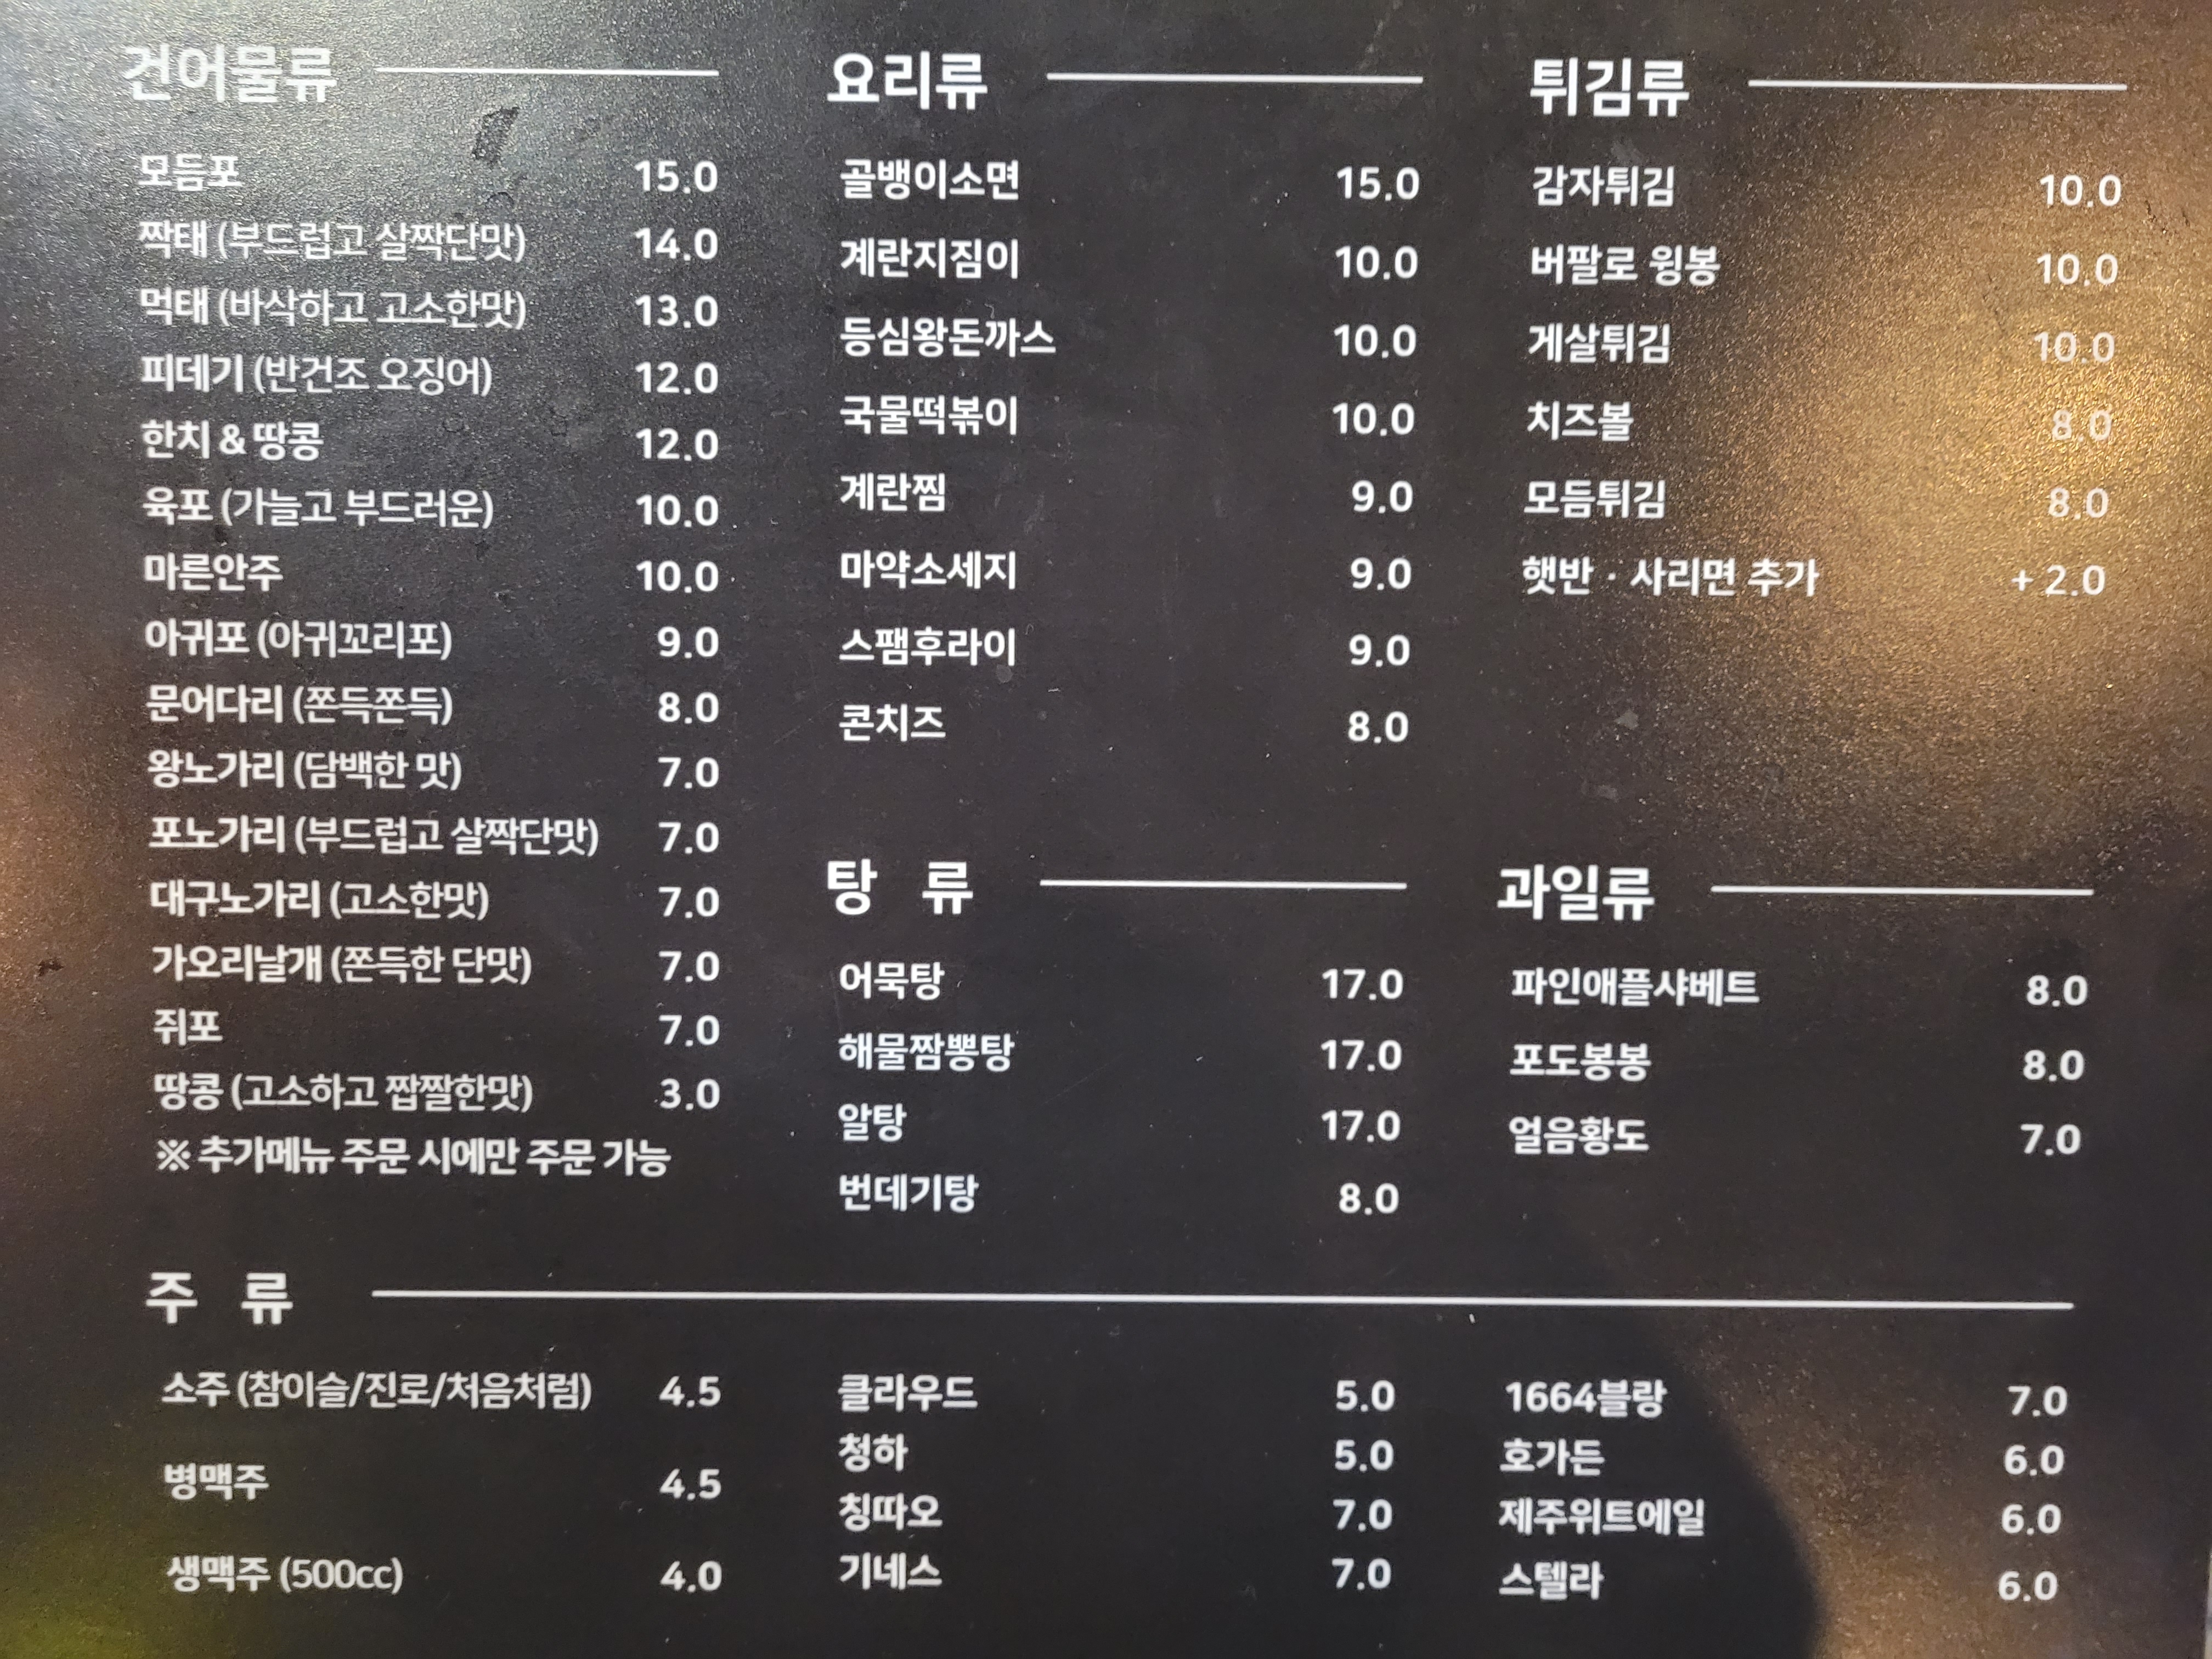 건어물류
모듬포 15.0
짝태 (부드럽고 살짝단맛) 14.0
먹태 (바삭하고 고소한맛) 13.0
피데기 (반건조 오징어) 12.0
한치 & 땅콩 12.0
육포 (가늘고 부드러운) 10.0
마른안주 10.0
아귀포 (아귀꼬리포) 9.0
문어다리 (쫀득쫀득) 8.0
왕노가리 (담백한 맛) 7.0
포노가리 (부드럽고 살짝단맛) 7.0
대구노가리 (고소한맛) 7.0
가오리날개 (쫀득한 단맛) 7.0
쥐포 7.0
땅콩 (고소하고 짭짤한맛) 3.0
※ 추가메뉴 주문 시에만 주문 가능
요리류
골뱅이소면 15.0
계란지짐이 10.0
등심왕돈까스 10.0
국물떡볶이 10.0
계란찜 9.0
마약소세지 9.0
스팸후라이 9.0
콘치즈 8.0
탕 류
어묵탕 17.0
해물짬뽕탕 17.0
알탕 17.0
번데기탕 8.0
튀김류
감자튀김 10.0
버팔로 윙봉 10.0
게살튀김 10.0
치즈볼 8.0
모듬튀김 8.0
햇반 · 사리면 추가 + 2.0
과일류
파인애플샤베트 8.0
포도봉봉 8.0
얼음황도 7.0
주 류
소주 (참이슬/진로/처음처럼) 4.5
병맥주 4.5
생맥주 (500cc) 4.0
클라우드 5.0
청하 5.0
칭따오 7.0
기네스 7.0
1664블랑 7.0
호가든 6.0
제주위트에일 6.0
스텔라 6.0